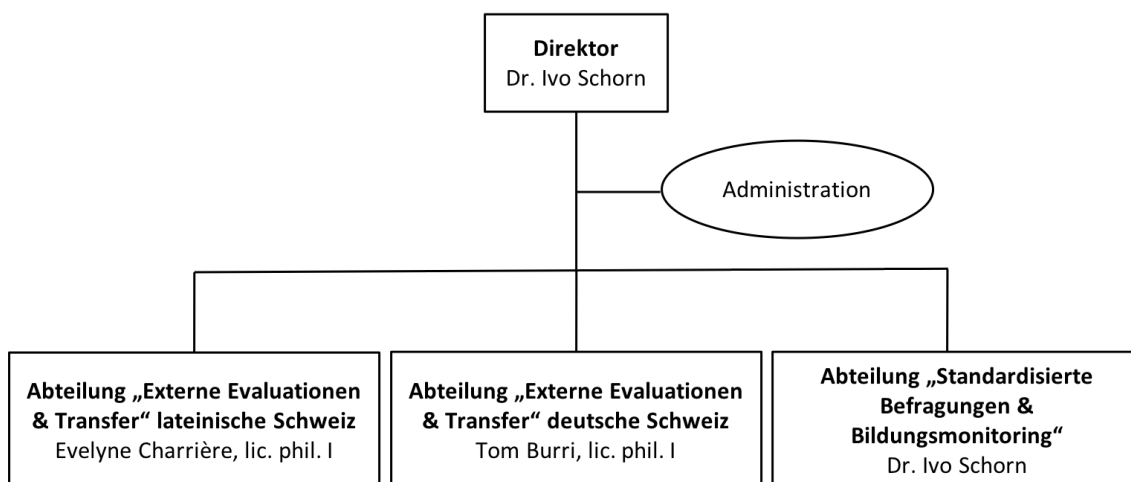 Direktor
Dr. Ivo Schorn
Administration
Abteilung „Externe Evaluationen
& Transfer“ lateinische Schweiz
Evelyne Charrière, lic. phil. I
Abteilung „Externe Evaluationen
& Transfer“ deutsche Schweiz
Tom Burri, lic. phil. I
Abteilung „Standardisierte
Befragungen &
Bildungsmonitoring“
Dr. Ivo Schorn